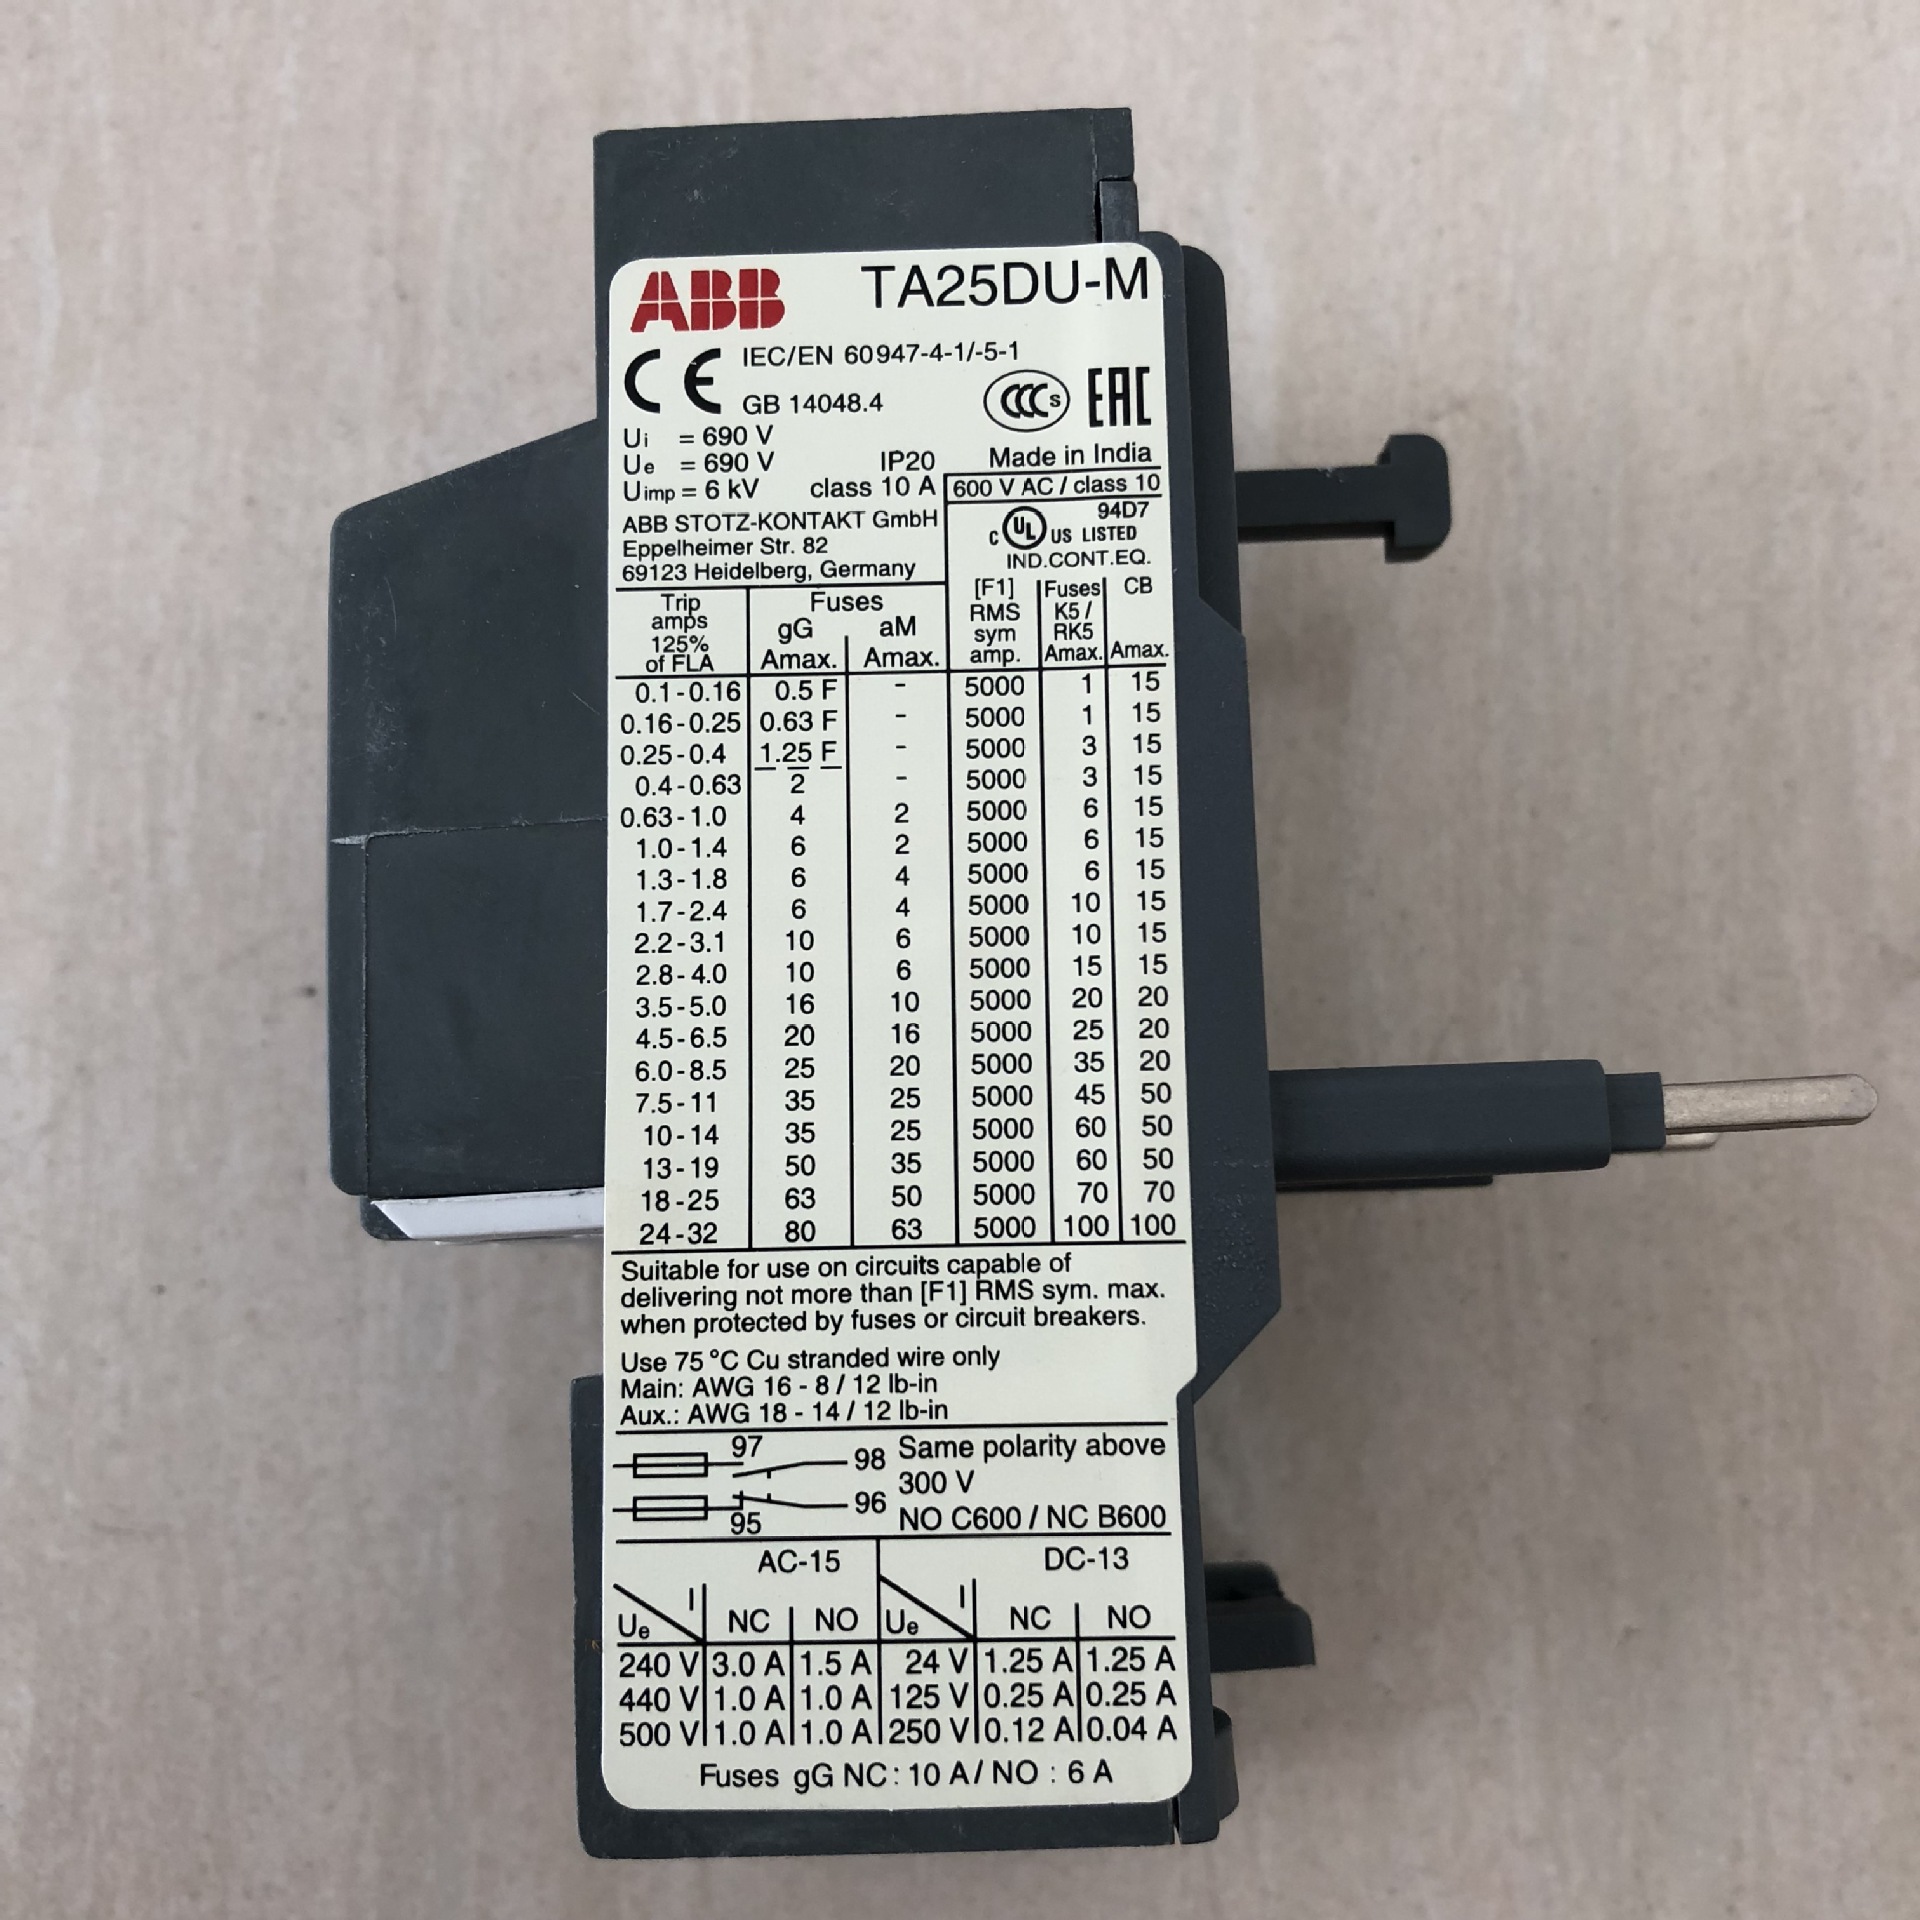 ABB TA25DU-M
CE IEC/EN 60947-4-1/-5-1
GB 14048.4 CCC S EAC
Ui = 690 V
Ue = 690 V IP20 Made in India
Uimp = 6 kV class 10 A 600 V AC / class 10
ABB STOTZ-KONTAKT GmbH
Eppelheimer Str. 82
69123 Heidelberg, Germany
94D7
C UL US LISTED
IND.CONT.EQ.
Trip amps 125% of FLA | Fuses gG Amax. | aM Amax. | [F1] RMS sym amp. | Fuses K5 / RK5 Amax. | CB Amax.
0.1-0.16 0.5 F - 5000 1 15
0.16-0.25 0.63 F - 5000 1 15
0.25-0.4 1.25 F - 5000 3 15
0.4-0.63 2 - 5000 3 15
0.63-1.0 4 2 5000 6 15
1.0-1.4 6 2 5000 6 15
1.3-1.8 6 4 5000 6 15
1.7-2.4 6 4 5000 10 15
2.2-3.1 10 6 5000 10 15
2.8-4.0 10 6 5000 15 15
3.5-5.0 16 10 5000 20 20
4.5-6.5 20 16 5000 25 20
6.0-8.5 25 20 5000 35 20
7.5-11 35 25 5000 45 50
10-14 35 25 5000 60 50
13-19 50 35 5000 60 50
18-25 63 50 5000 70 70
24-32 80 63 5000 100 100
Suitable for use on circuits capable of
delivering not more than [F1] RMS sym. max.
when protected by fuses or circuit breakers.
Use 75 °C Cu stranded wire only
Main: AWG 16 - 8 / 12 lb-in
Aux.: AWG 18 - 14 / 12 lb-in
97 98 Same polarity above
300 V
95 96 NO C600 / NC B600
AC-15 DC-13
Ue I NC NO Ue I NC NO
240 V 3.0 A 1.5 A 24 V 1.25 A 1.25 A
440 V 1.0 A 1.0 A 125 V 0.25 A 0.25 A
500 V 1.0 A 1.0 A 250 V 0.12 A 0.04 A
Fuses gG NC: 10 A / NO : 6 A